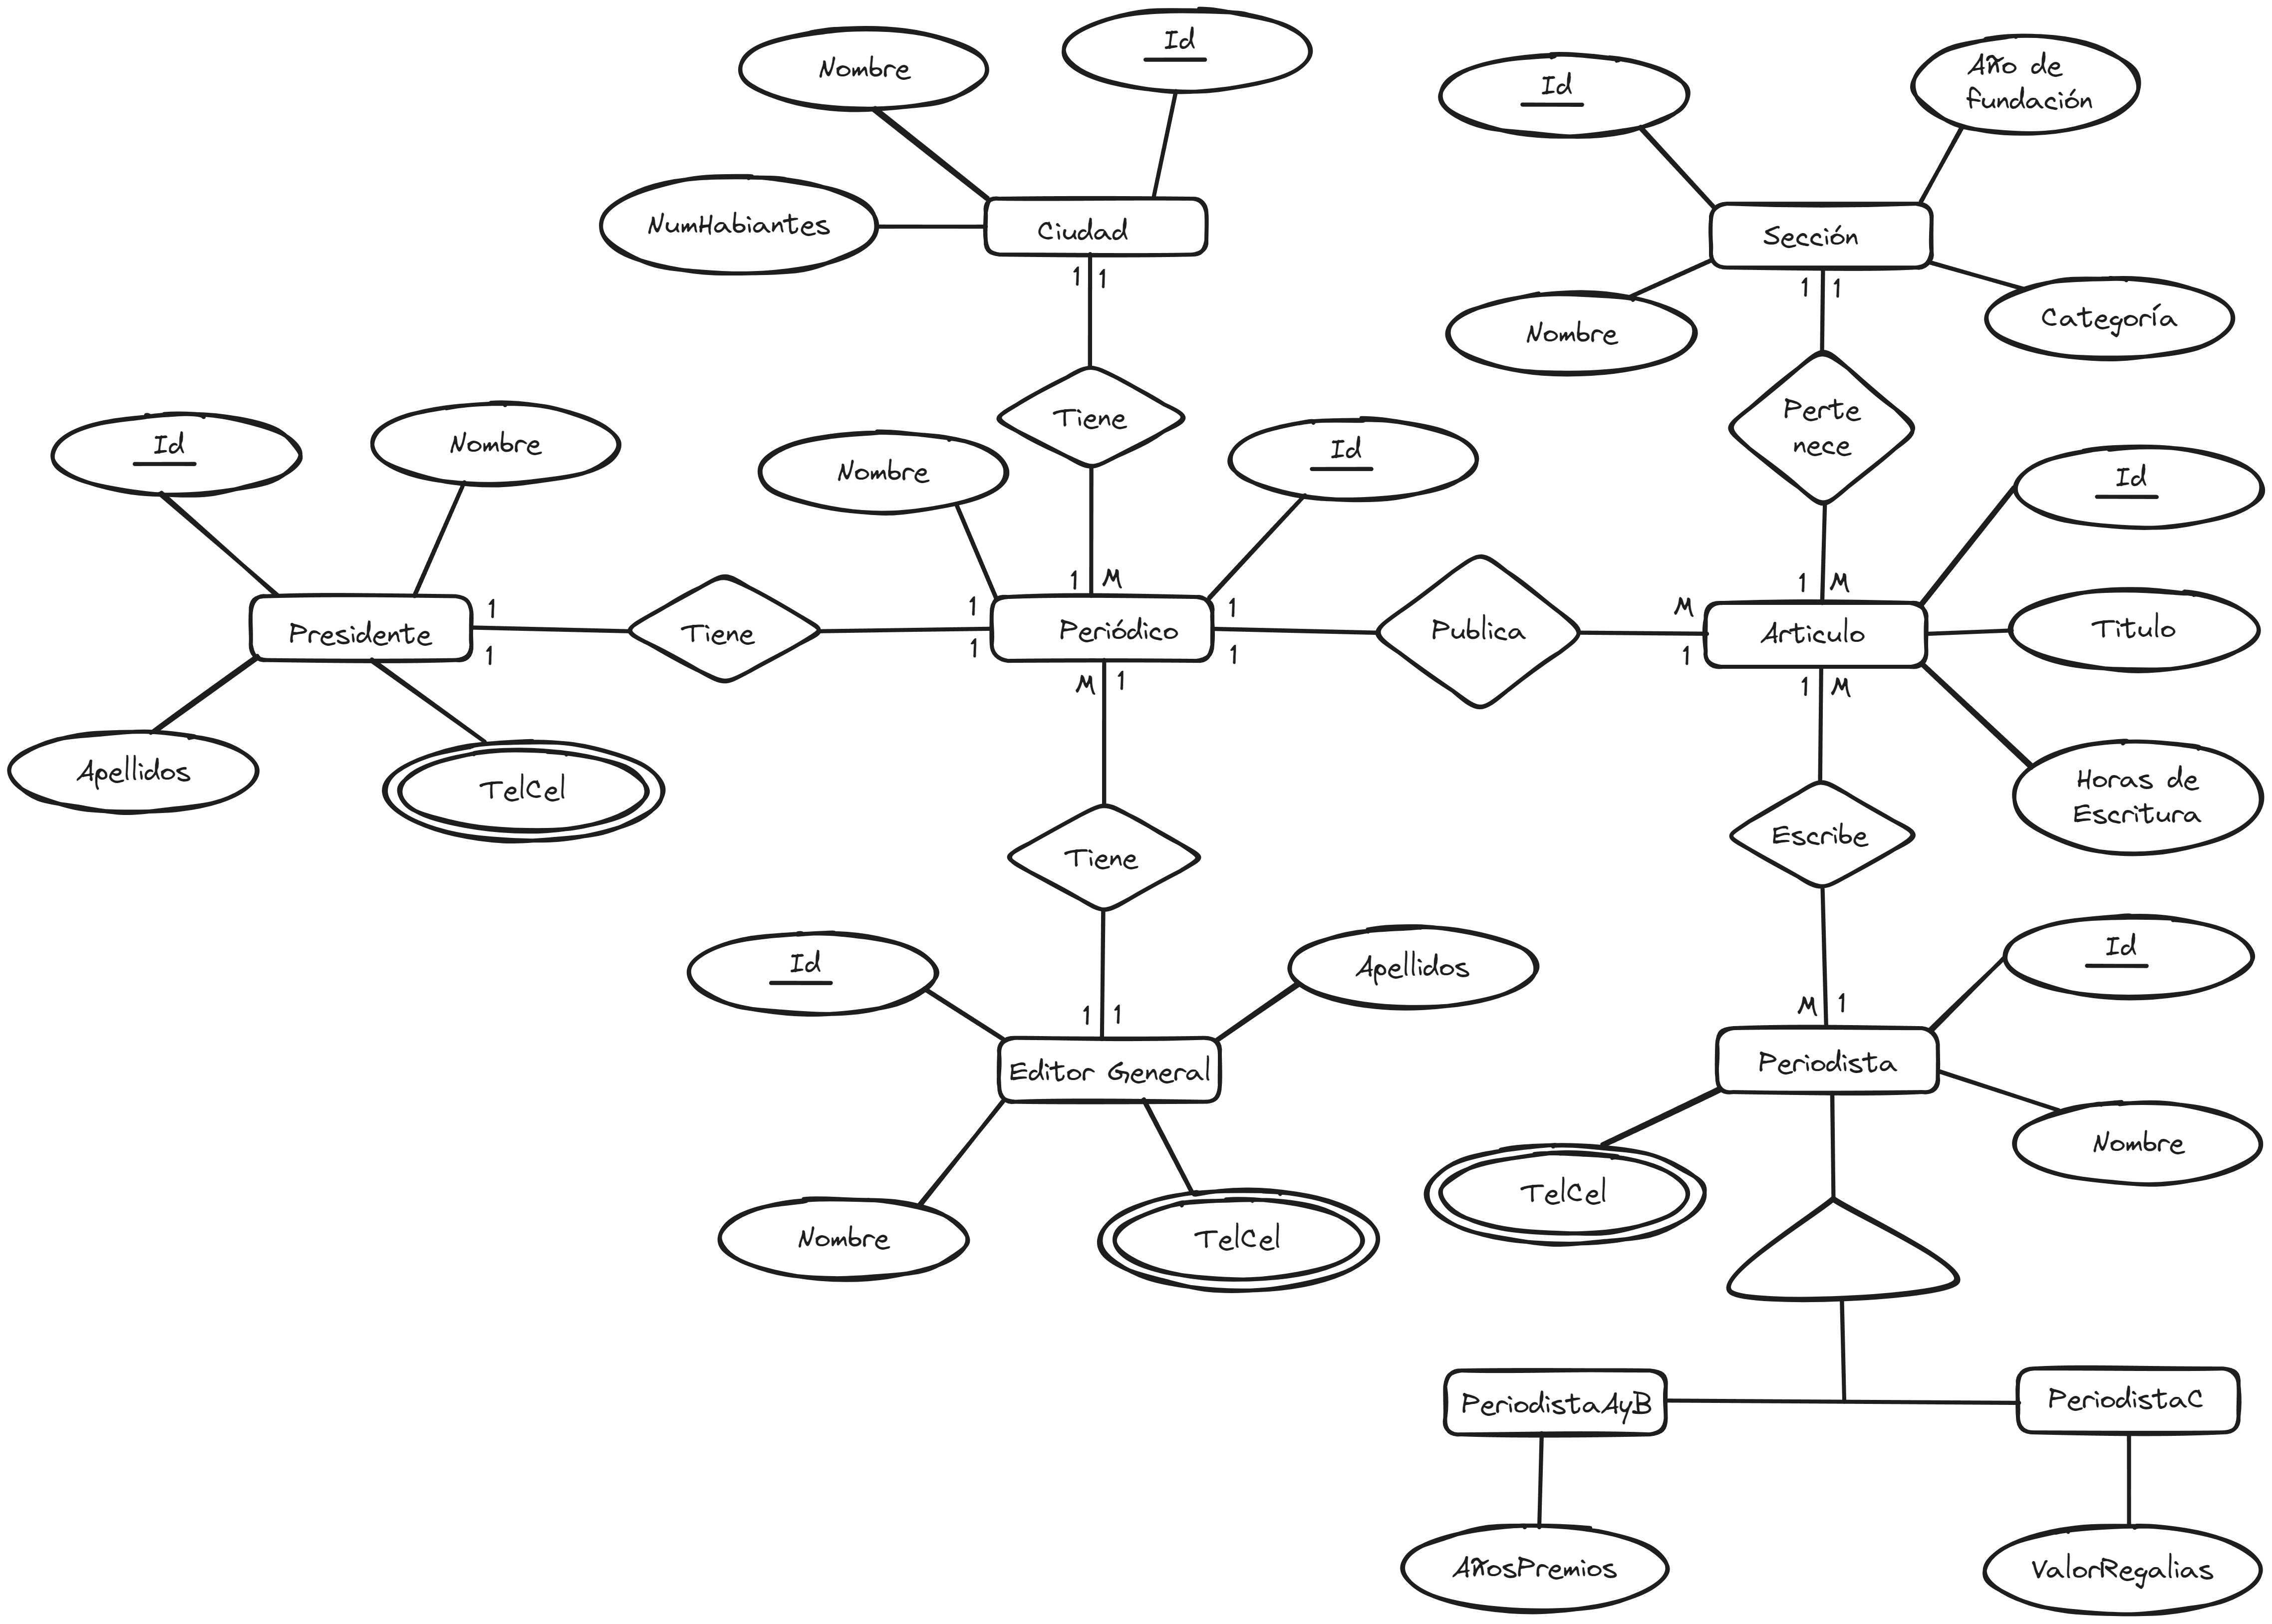 Id
Nombre
Id
Año de
fundación
NumHabiantes
Ciudad
Sección
1 1
1 1
Nombre
Categoría
Tiene
Perte
nece
Id
Nombre
Nombre
Id
Id
1 M
1 M
Presidente
1
1
Tiene
1
1
Periódico
1
1
Publica
M
1
Articulo
Titulo
M 1
1 M
Apellidos
TelCel
Horas de
Escritura
Tiene
Escribe
Id
Apellidos
Id
1 1
M 1
Editor General
Periodista
Nombre
TelCel
TelCel
Nombre
PeriodistaAyB
PeriodistaC
AñosPremios
ValorRegalias